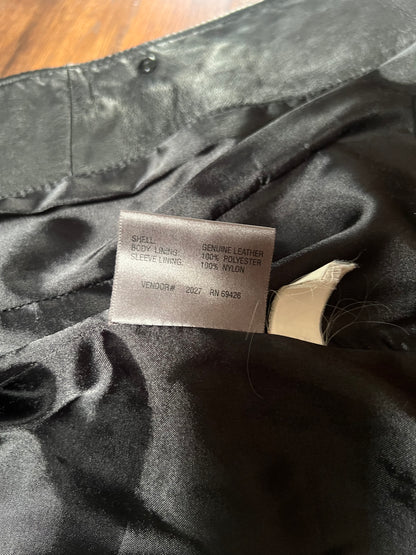 SHELL: GENUINE LEATHER
BODY LINING: 100% POLYESTER
SLEEVE LINING: 100% NYLON
VENDOR# 2027 RN 69426